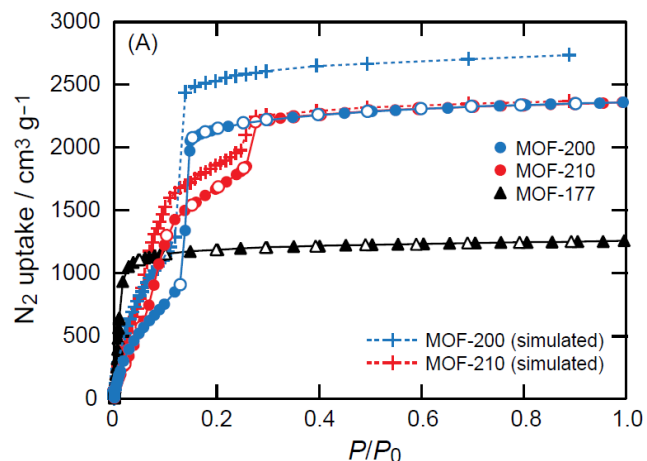 (A)
3000
2500
2000
1500
1000
500
0
N₂ uptake / cm³ g⁻¹
MOF-200
MOF-210
MOF-177
MOF-200 (simulated)
MOF-210 (simulated)
0 0.2 0.4 0.6 0.8 1.0
P/P₀